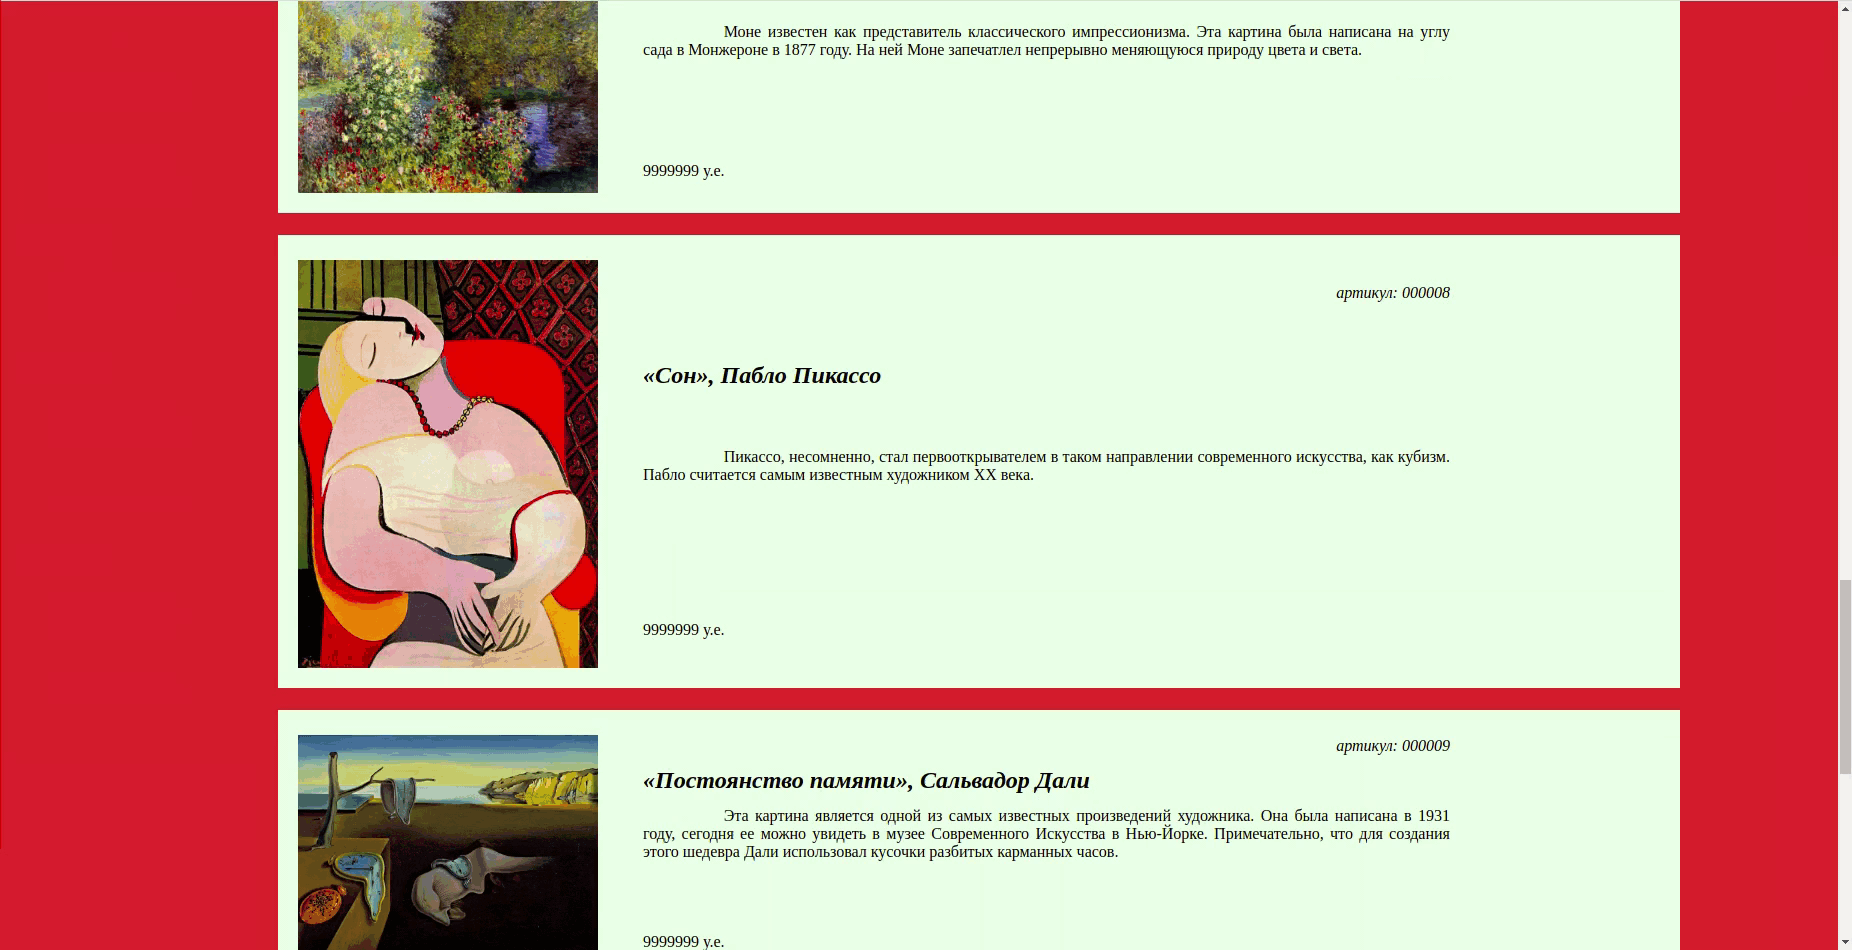 Моне известен как представитель классического импрессионизма. Эта картина была написана на углу
сада в Монжероне в 1877 году. На ней Моне запечатлел непрерывно меняющуюся природу цвета и света.
9999999 у.е.
артикул: 000008
«Сон», Пабло Пикассо
Пикассо, несомненно, стал первооткрывателем в таком направлении современного искусства, как кубизм.
Пабло считается самым известным художником XX века.
9999999 у.е.
артикул: 000009
«Постоянство памяти», Сальвадор Дали
Эта картина является одной из самых известных произведений художника. Она была написана в 1931
году, сегодня ее можно увидеть в музее Современного Искусства в Нью-Йорке. Примечательно, что для создания
этого шедевра Дали использовал кусочки разбитых карманных часов.
9999999 у.е.